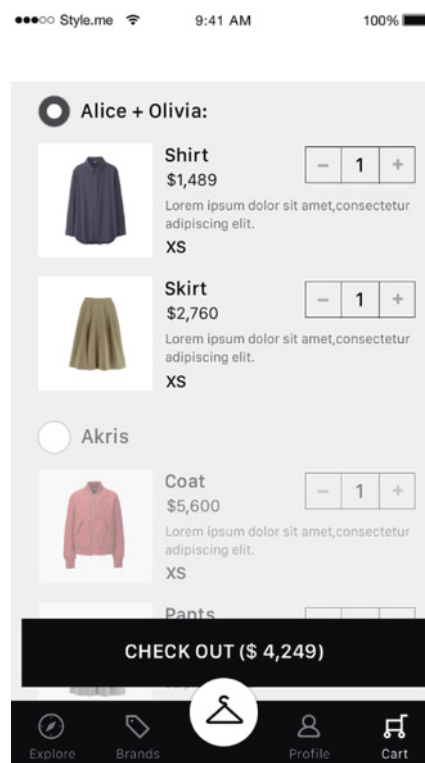 Style.me 9:41 AM 100%
Alice + Olivia:
Shirt
- 1 +
$1,489
Lorem ipsum dolor sit amet,consectetur
adipiscing elit.
XS
Skirt
- 1 +
$2,760
Lorem ipsum dolor sit amet,consectetur
adipiscing elit.
XS
Akris
Coat
- 1 +
$5,600
Lorem ipsum dolor sit amet,consectetur
adipiscing elit.
XS
Pants
CHECK OUT ($ 4,249)
Explore Brands Profile Cart